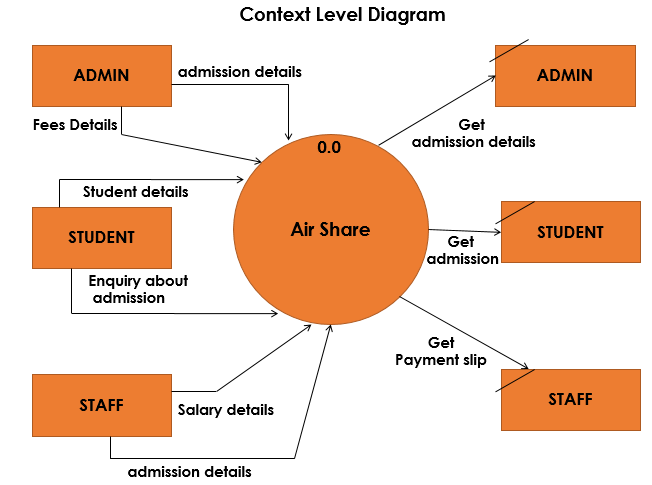 Context Level Diagram
ADMIN
admission details
ADMIN
Fees Details
0.0
Get
admission details
Student details
STUDENT
Air Share
STUDENT
Get
admission
Enquiry about
admission
Get
Payment slip
STAFF
Salary details
STAFF
admission details